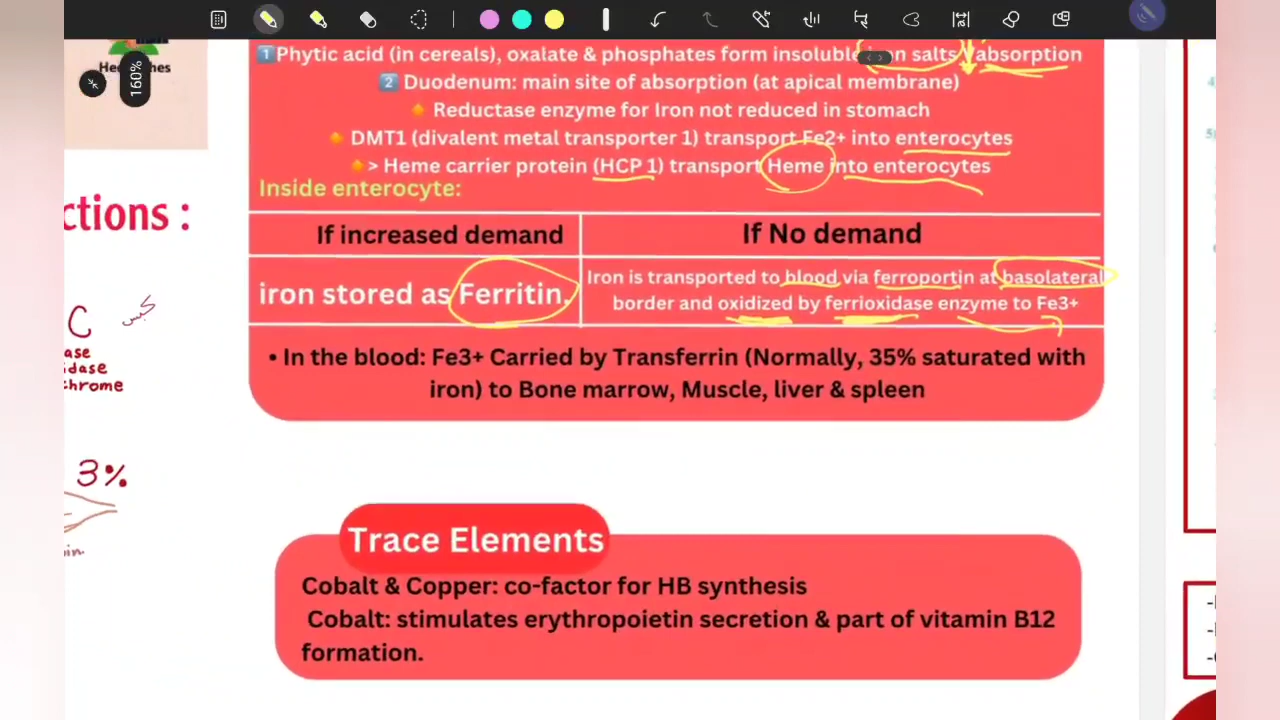 160%
1 Phytic acid (in cereals), oxalate & phosphates form insoluble iron salts absorption
2 Duodenum: main site of absorption (at apical membrane)
Reductase enzyme for Iron not reduced in stomach
DMT1 (divalent metal transporter 1) transport Fe2+ into enterocytes
> Heme carrier protein (HCP 1) transport Heme into enterocytes
Inside enterocyte:
If increased demand
If No demand
iron stored as Ferritin.
Iron is transported to blood via ferroportin at basolateral
border and oxidized by ferrioxidase enzyme to Fe3+
• In the blood: Fe3+ Carried by Transferrin (Normally, 35% saturated with
iron) to Bone marrow, Muscle, liver & spleen
Trace Elements
Cobalt & Copper: co-factor for HB synthesis
Cobalt: stimulates erythropoietin secretion & part of vitamin B12
formation.
ctions :
C
ase
idase
chrome
3%
in